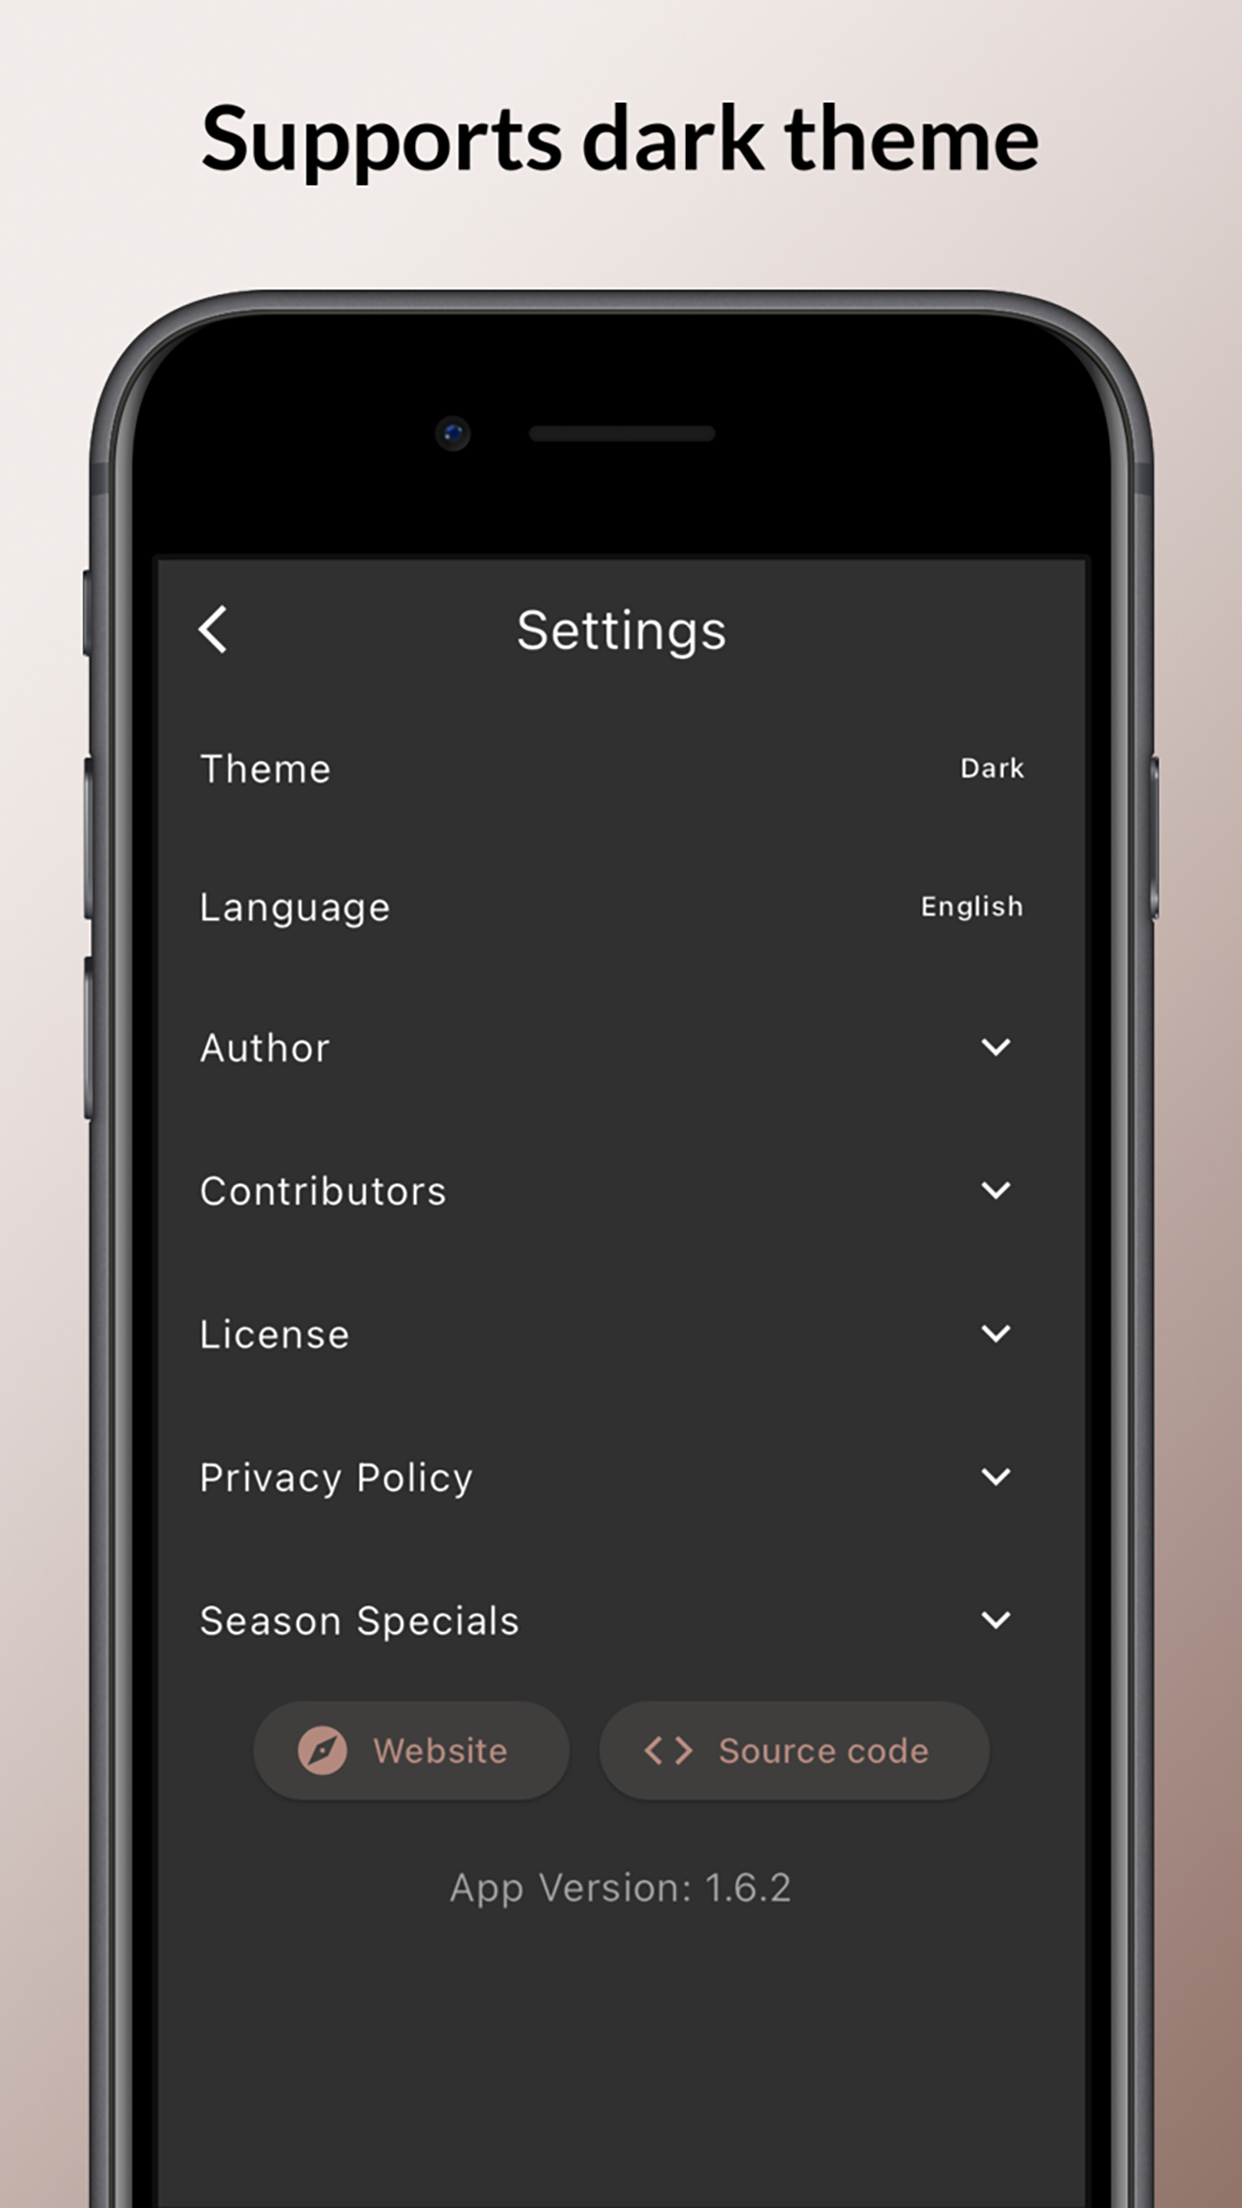 Supports dark theme
Settings
Theme Dark
Language English
Author
Contributors
License
Privacy Policy
Season Specials
Website Source code
App Version: 1.6.2